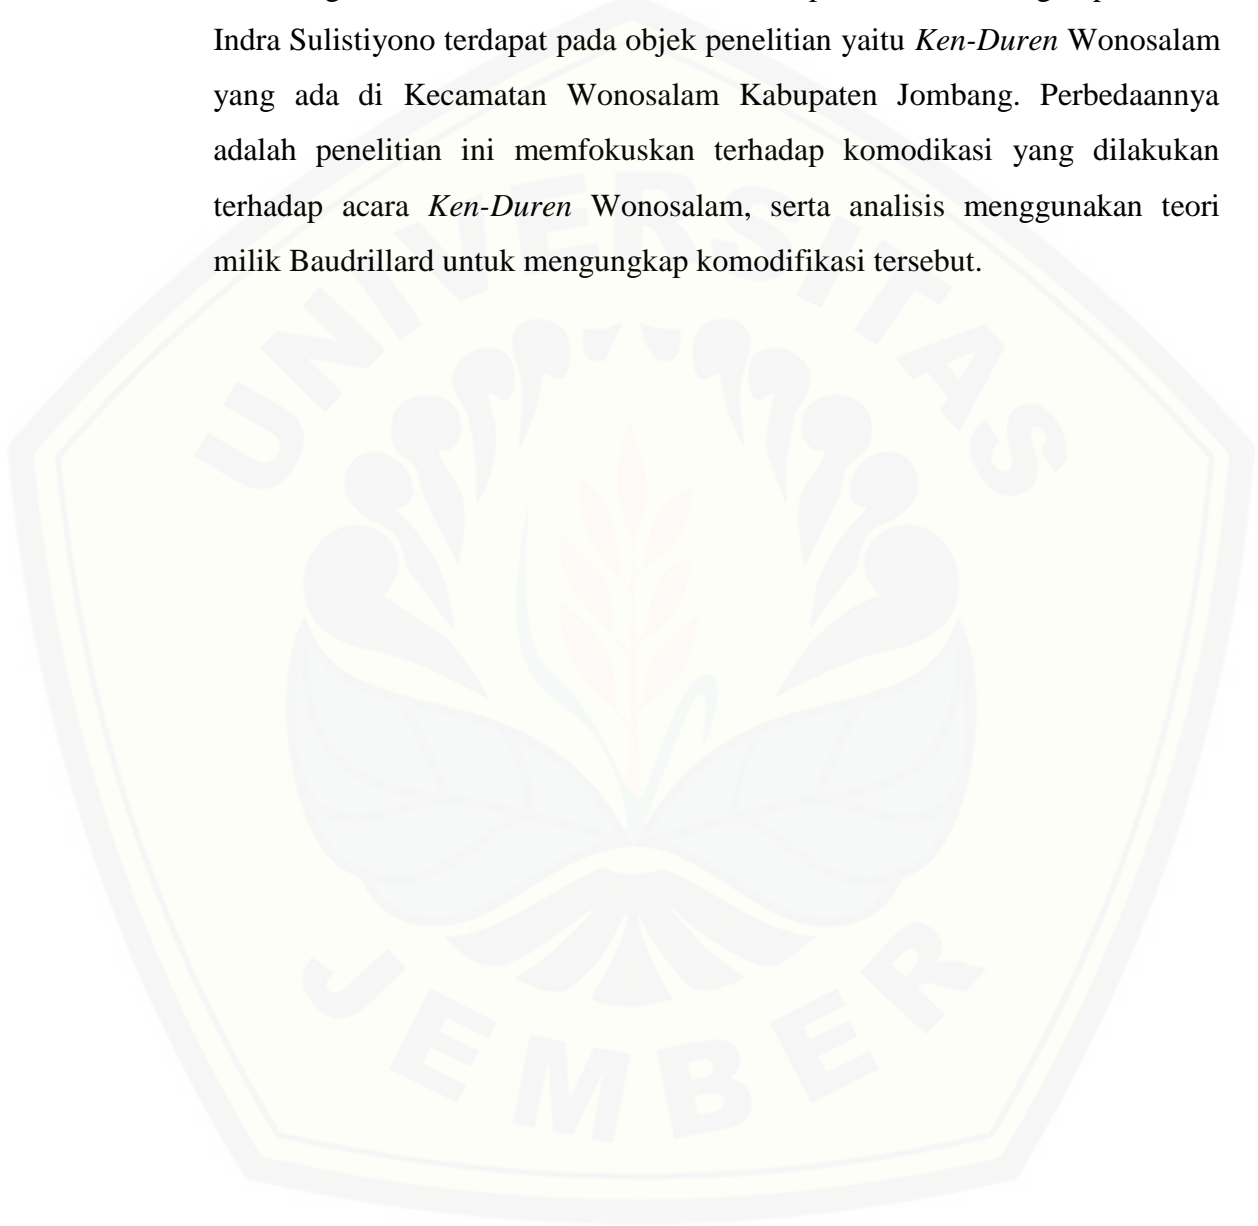 Indra Sulistiyono terdapat pada objek penelitian yaitu Ken-Duren Wonosalam
yang ada di Kecamatan Wonosalam Kabupaten Jombang. Perbedaannya
adalah penelitian ini memfokuskan terhadap komodikasi yang dilakukan
terhadap acara Ken-Duren Wonosalam, serta analisis menggunakan teori
milik Baudrillard untuk mengungkap komodifikasi tersebut.
UNIVERSITAS
JEMBER